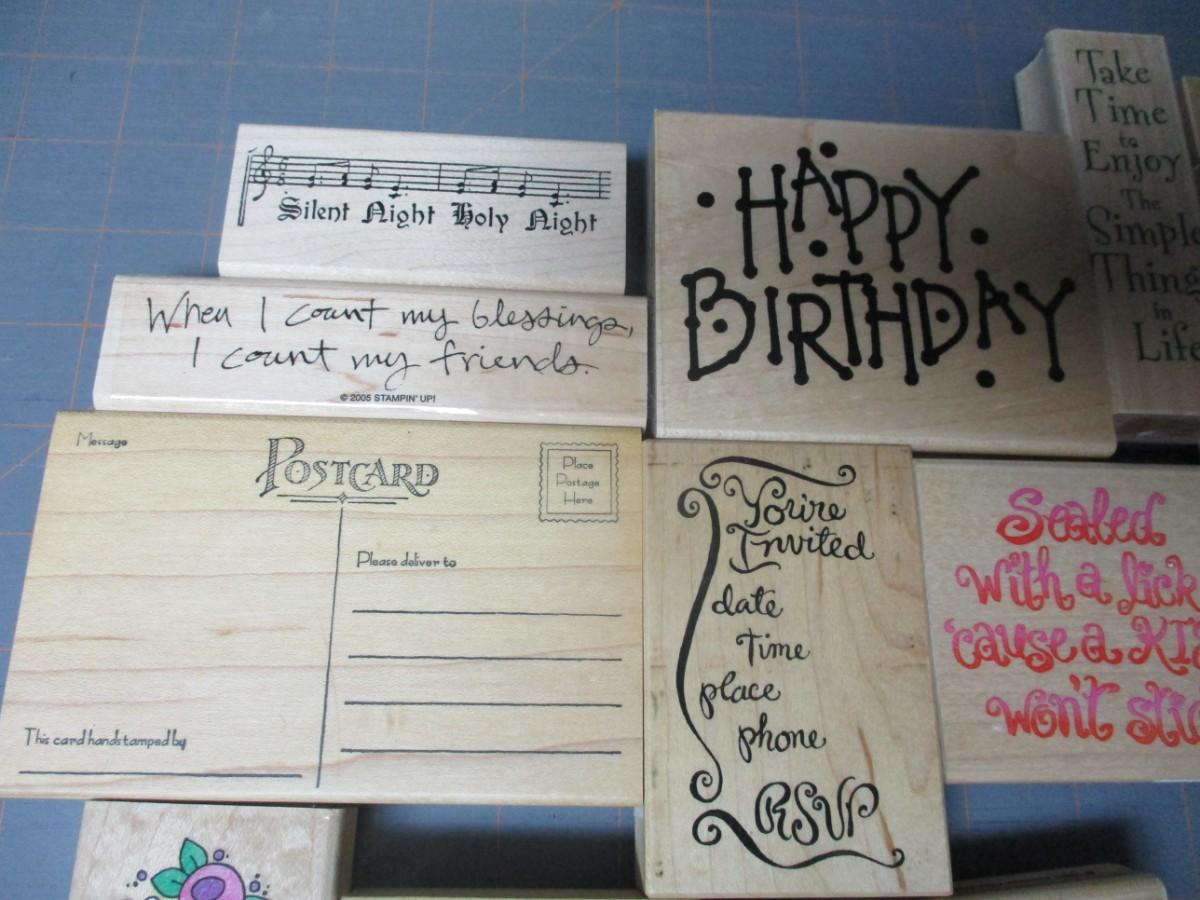 Silent Night Holy Night
When I count my blessings,
I count my friends.
© 2005 STAMPIN' UP!
HAPPY
BIRTHDAY
Take
Time
to
Enjoy
The
Simple
Things
in
Life
Message
POSTCARD
Place
Postage
Here
Please deliver to
This card handstamped by
You're
Invited
date
time
place
phone
RSVP
Sealed
with a lick
'cause a
won't